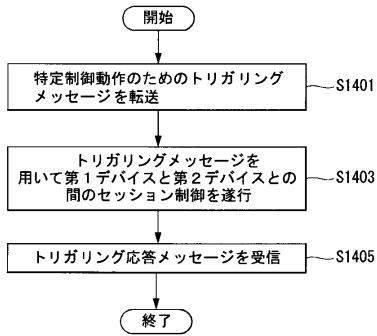 開始
特定制御動作のためのトリガリング
メッセージを転送
S1401
トリガリングメッセージを
用いて第1デバイスと第2デバイスとの
間のセッション制御を遂行
S1403
トリガリング応答メッセージを受信
S1405
終了